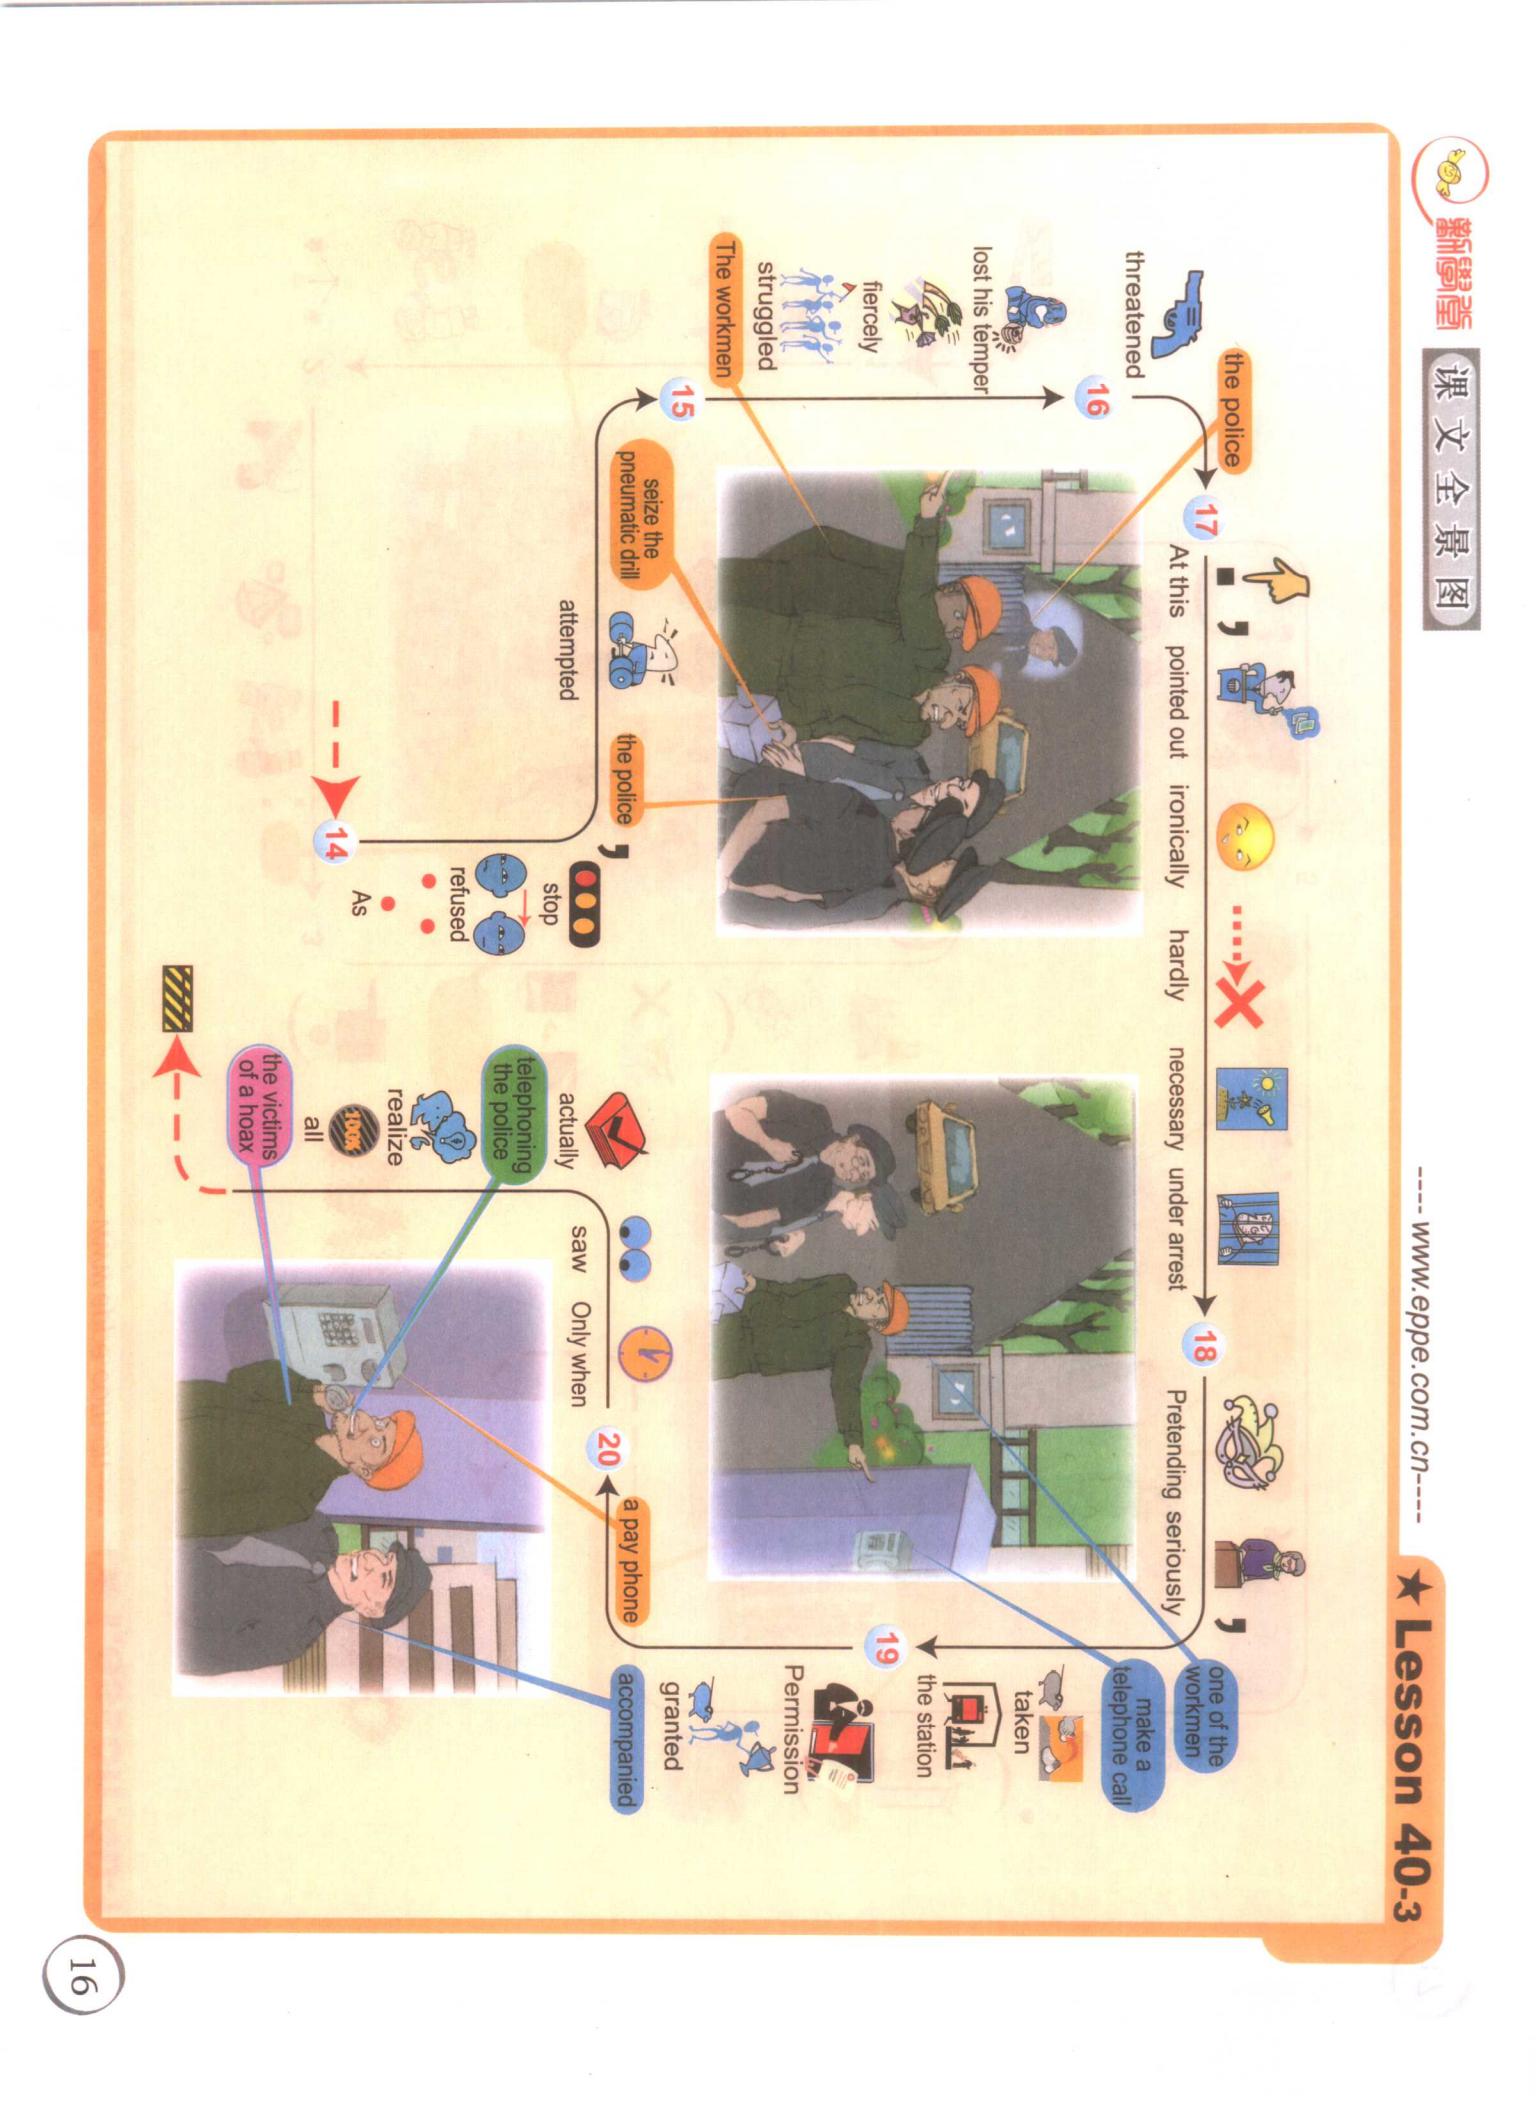 新學堂
课文全景图
---- www.eppe.com.cn----
★ Lesson 40-3
14
As
refused
stop
,
the police
attempted
seize the
pneumatic drill
15
The workmen
struggled
fiercely
lost his temper
16
threatened
the police
17
At this
,
pointed out
ironically
hardly
necessary
under arrest
18
Pretending
seriously
,
one of the
workmen
make a
telephone call
taken
the station
19
Permission
granted
accompanied
a pay phone
20
Only when
saw
actually
telephoning
the police
realize
all
100%
the victims
of a hoax
16